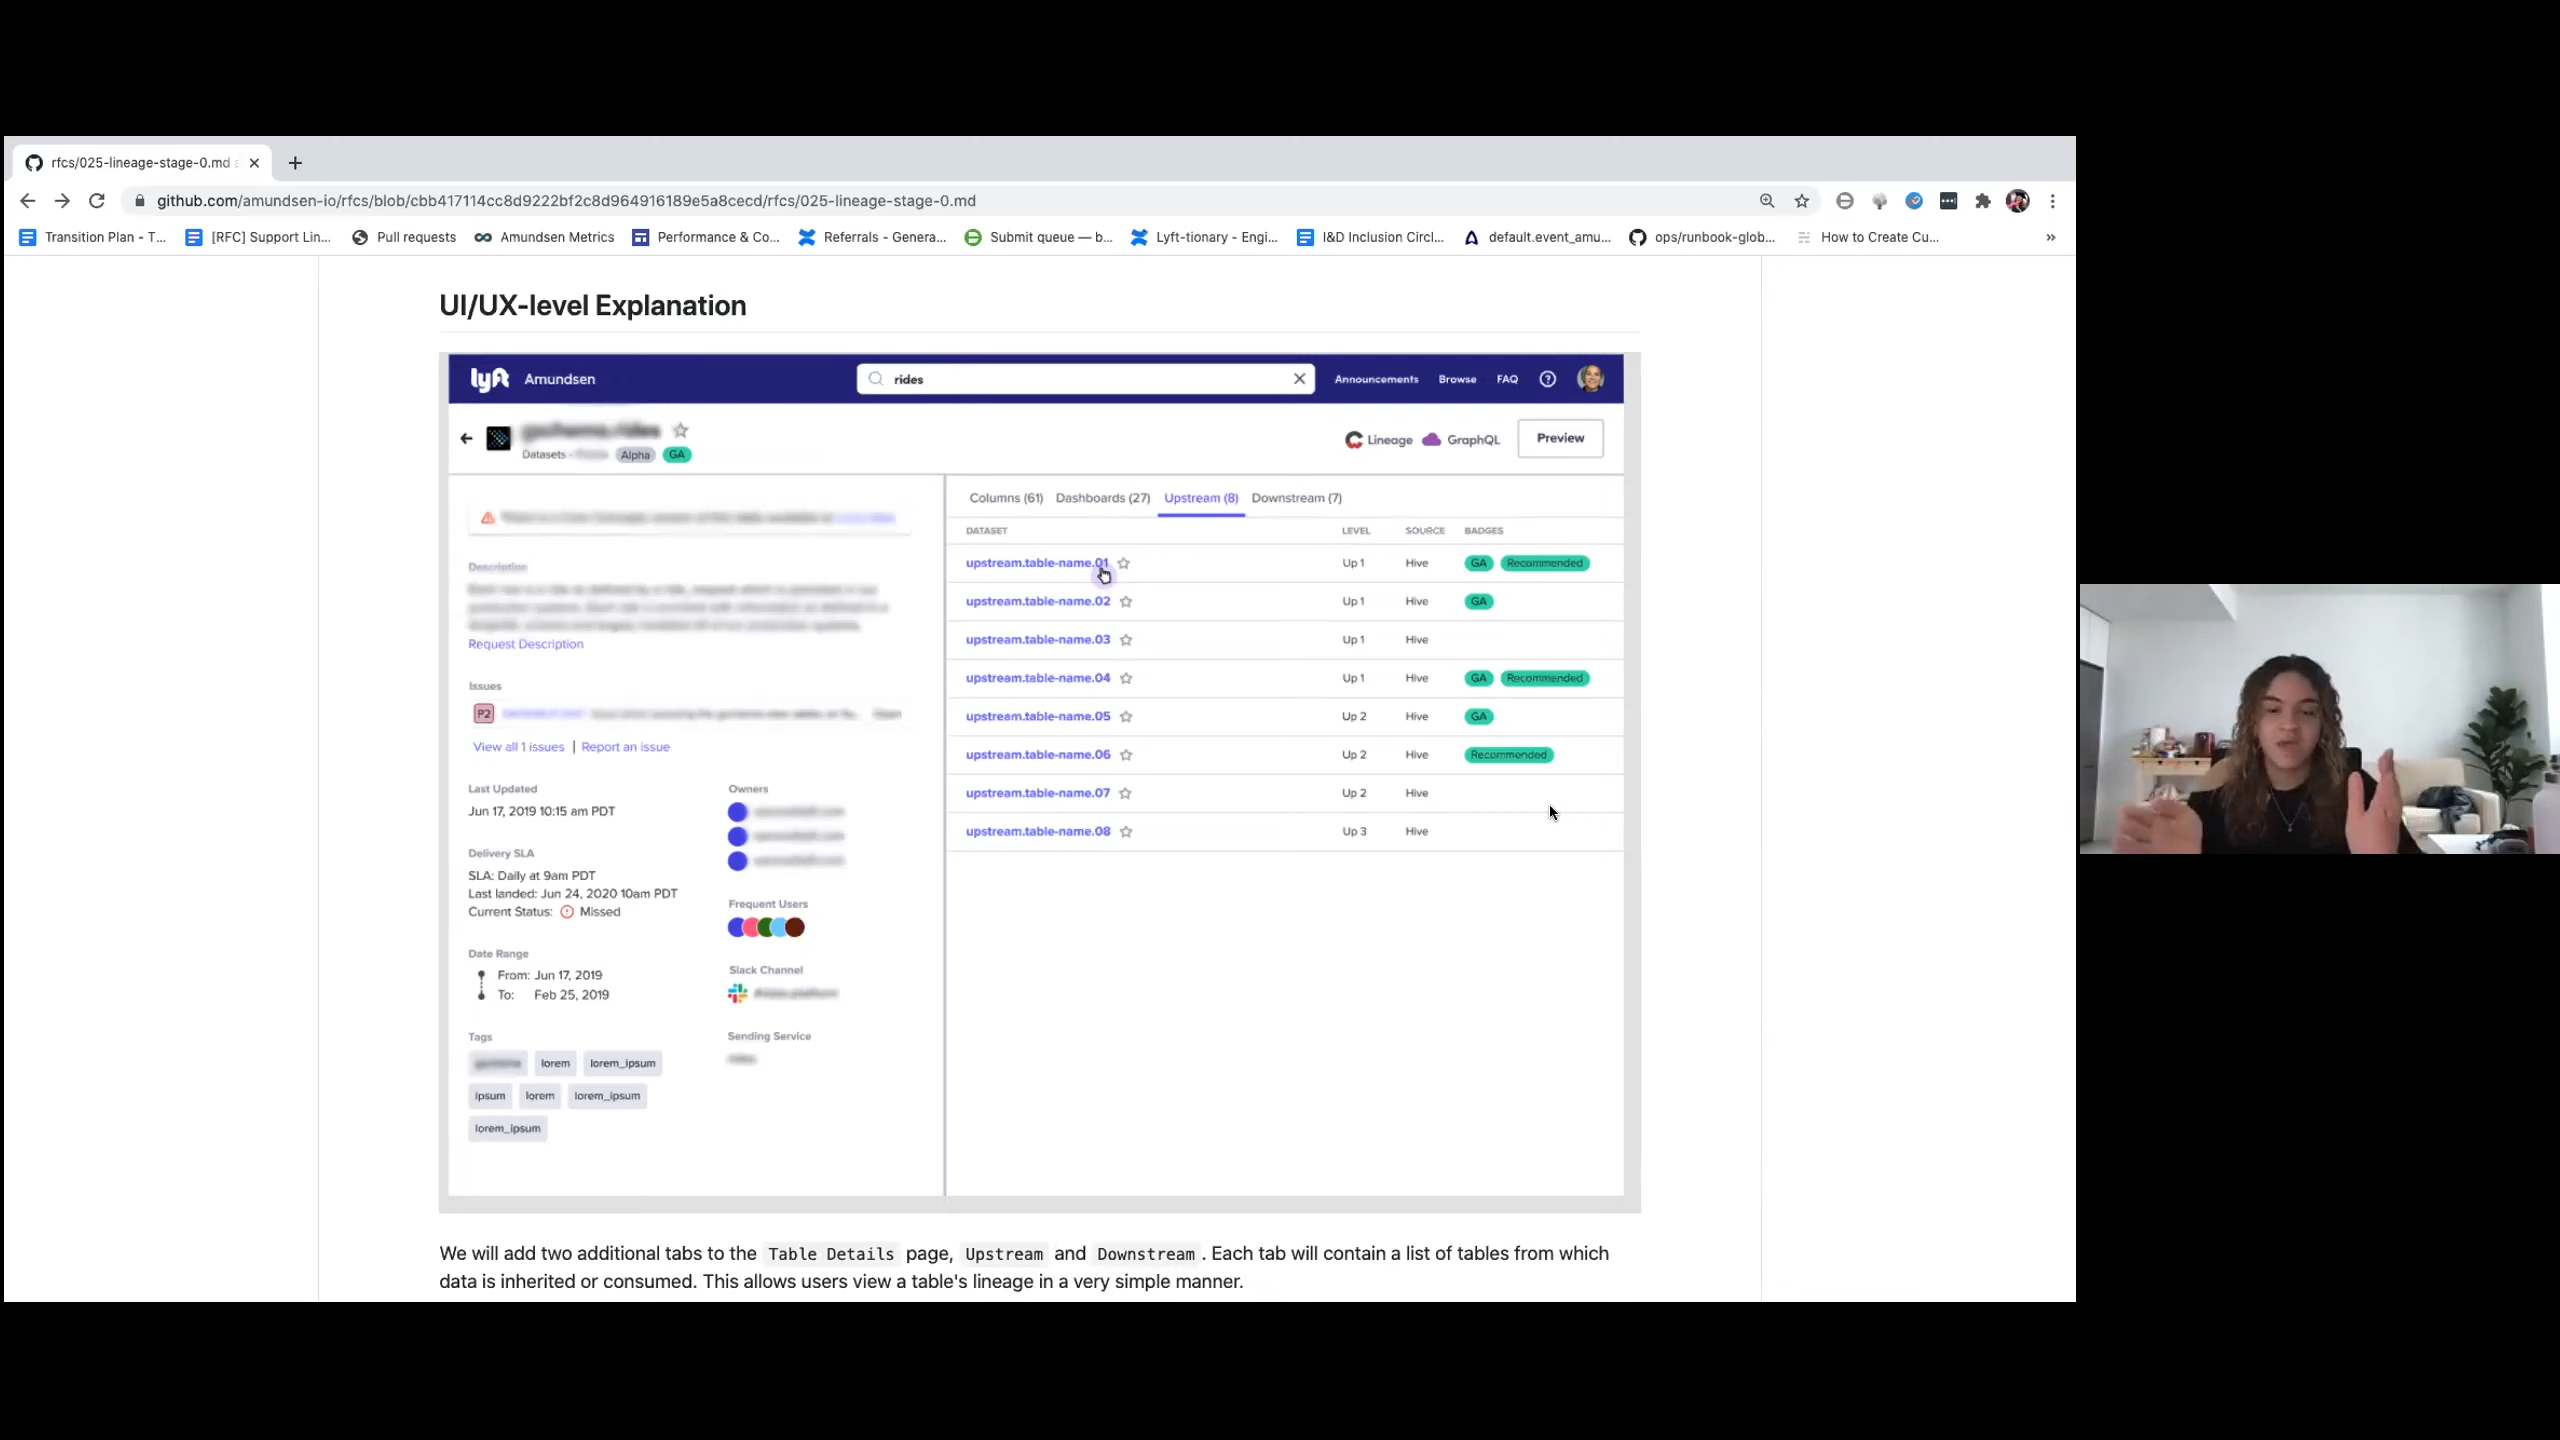 rfcs/025-lineage-stage-0.md
github.com/amundsen-io/rfcs/blob/cbb417114cc8d9222bf2c8d964916189e5a8cecd/rfcs/025-lineage-stage-0.md
Transition Plan - T... [RFC] Support Lin... Pull requests Amundsen Metrics Performance & Co... Referrals - Genera... Submit queue — b... Lyft-tionary - Engi... I&D Inclusion Circl... default.event_amu... ops/runbook-glob... How to Create Cu... »
UI/UX-level Explanation
lyft Amundsen rides Announcements Browse FAQ ?
Datasets - Alpha GA
Lineage GraphQL Preview
Columns (61) Dashboards (27) Upstream (8) Downstream (7)
DATASET LEVEL SOURCE BADGES
upstream.table-name.01 Up 1 Hive GA Recommended
upstream.table-name.02 Up 1 Hive GA
upstream.table-name.03 Up 1 Hive
upstream.table-name.04 Up 1 Hive GA Recommended
upstream.table-name.05 Up 2 Hive GA
upstream.table-name.06 Up 2 Hive Recommended
upstream.table-name.07 Up 2 Hive
upstream.table-name.08 Up 3 Hive
Description
Request Description
Issues
P2
View all 1 issues | Report an issue
Last Updated
Jun 17, 2019 10:15 am PDT
Delivery SLA
SLA: Daily at 9am PDT
Last landed: Jun 24, 2020 10am PDT
Current Status: Missed
Date Range
From: Jun 17, 2019
To: Feb 25, 2019
Tags
lorem lorem_ipsum
ipsum lorem lorem_ipsum
lorem_ipsum
Owners
Frequent Users
Slack Channel
Sending Service
We will add two additional tabs to the Table Details page, Upstream and Downstream. Each tab will contain a list of tables from which
data is inherited or consumed. This allows users view a table's lineage in a very simple manner.